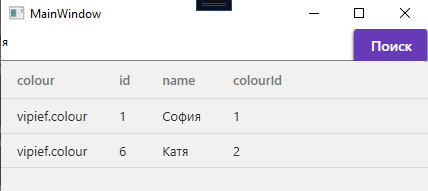 MainWindow
я
Поиск
colour id name colourId
vipief.colour 1 София 1
vipief.colour 6 Катя 2